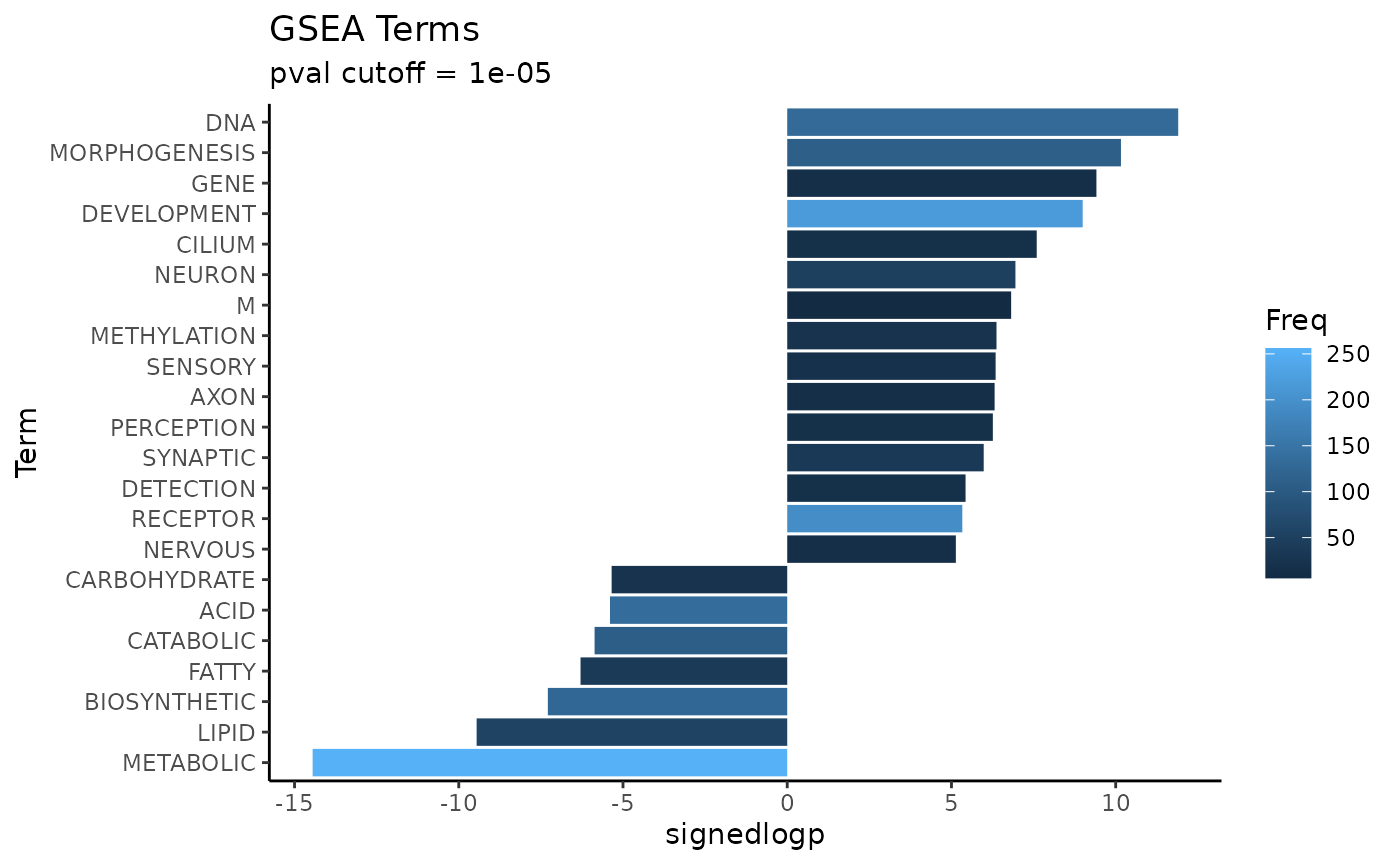 GSEA Terms
pval cutoff = 1e-05
Term
DNA
MORPHOGENESIS
GENE
DEVELOPMENT
CILIUM
NEURON
M
METHYLATION
SENSORY
AXON
PERCEPTION
SYNAPTIC
DETECTION
RECEPTOR
NERVOUS
CARBOHYDRATE
ACID
CATABOLIC
FATTY
BIOSYNTHETIC
LIPID
METABOLIC
-15 -10 -5 0 5 10
signedlogp
Freq
250
200
150
100
50